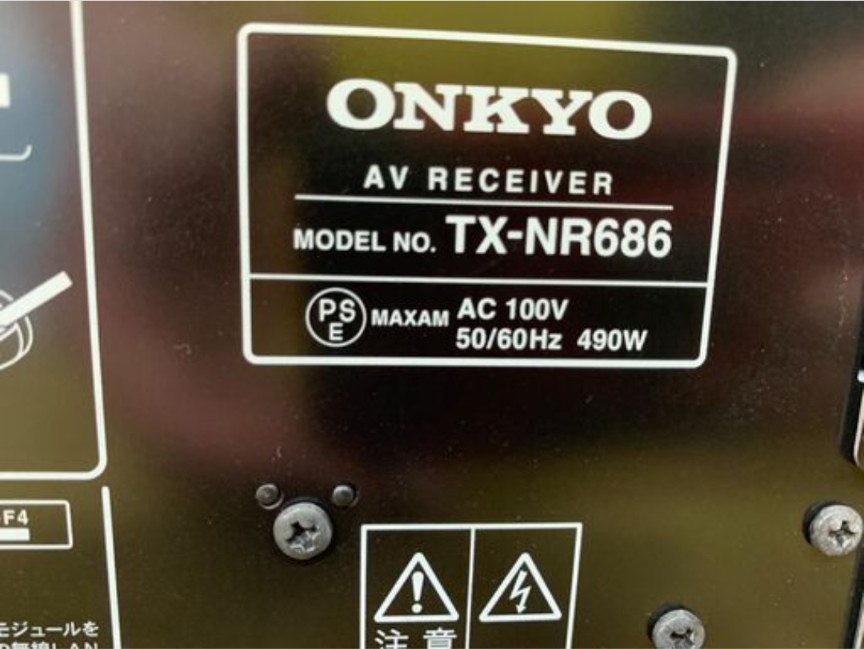 ONKYO
AV RECEIVER
MODEL NO. TX-NR686
PSE MAXAM AC 100V
50/60Hz 490W
F4
モジュールを
注意